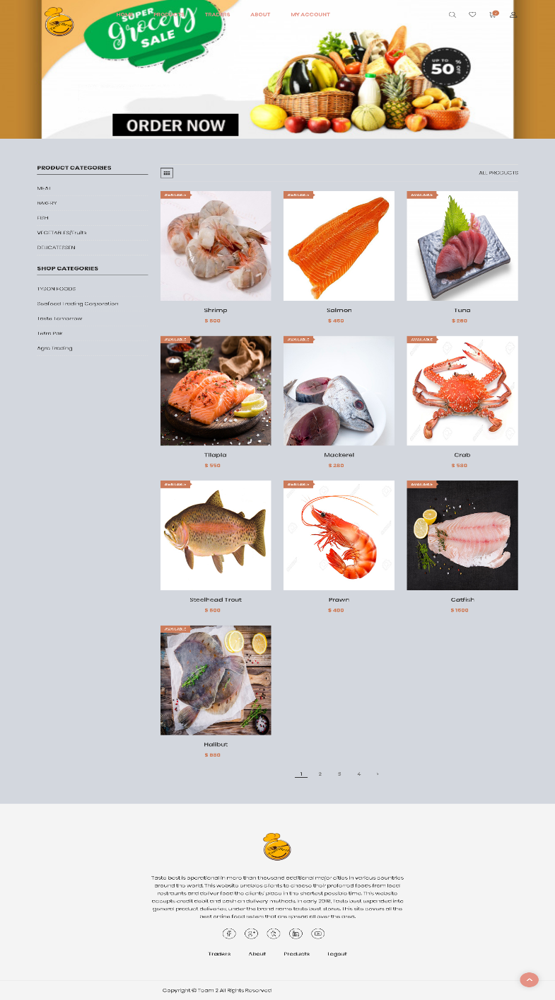 HOME PRODUCTS TRADERS ABOUT MY ACCOUNT
SUPER
Grocery
SALE
UP TO
50 % OFF
ORDER NOW
PRODUCT CATEGORIES
MEAT
BAKERY
FISH
VEGETABLES/Fruits
DELICATESSEN
SHOP CATEGORIES
TYSON FOODS
Seafood Trading Corporation
Taste Tomorrow
Tetra Pak
Agro Trading
ALL PRODUCTS
AVAILABLE AVAILABLE AVAILABLE
Shrimp Salmon Tuna
$ 800 $ 450 $ 280
AVAILABLE AVAILABLE AVAILABLE
Tilapia Mackerel Crab
$ 550 $ 280 $ 580
AVAILABLE AVAILABLE AVAILABLE
Steelhead Trout Prawn Catfish
$ 600 $ 400 $ 1600
AVAILABLE
Halibut
$ 880
1 2 3 4 >
Taste best is operational in more than thousand additional major cities in various countries
around the world. This website enables clients to choose their preferred foods from local
restraunts and deliver food the clients' place in the shortest possible time. This website
accepts credit debit and cash on delivery methods. In early 2018, Taste best expanded into
general product deliveries, under the brand name taste best stores. This site covers all the
best online food sellers that are spread all over the area.
Traders About Products Logout
Copyright © Team 2 All Rights Reserved